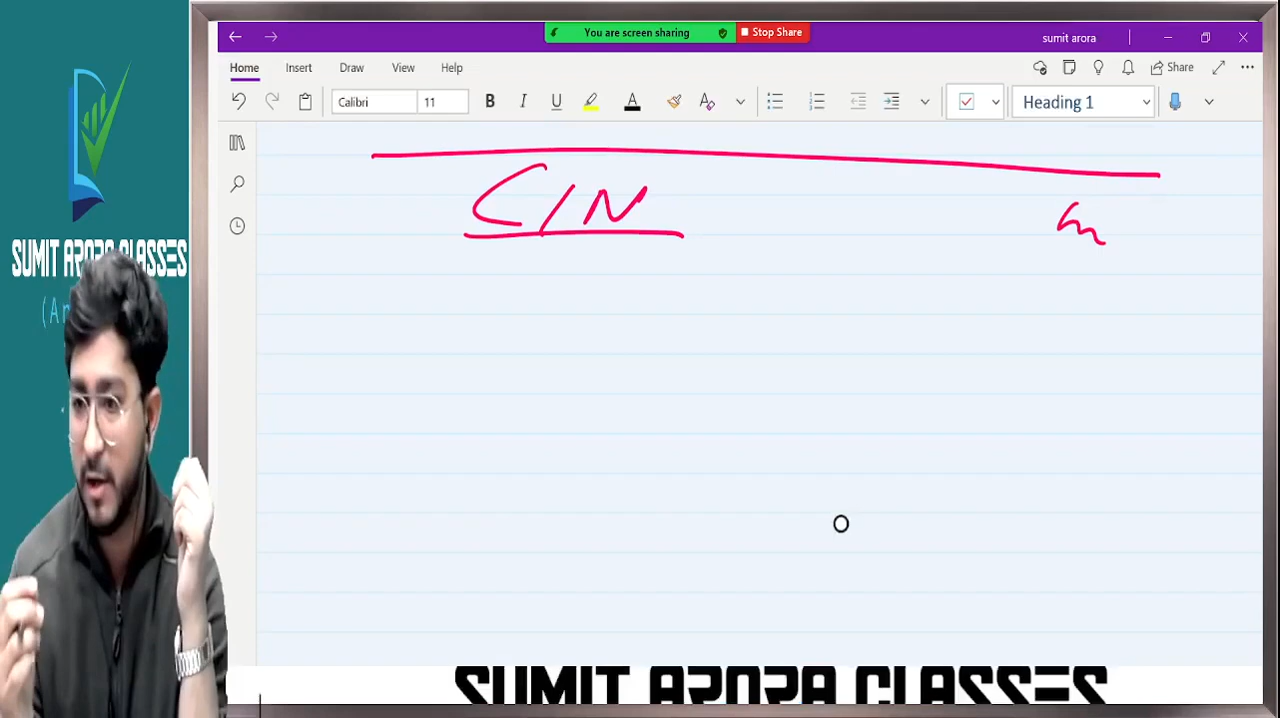 You are screen sharing
Stop Share
sumit arora
Home Insert Draw View Help
Share
Calibri
11
B I U A
Heading 1
C/N
SUMIT ARORA CLASSES
SUMIT ARORA CLASSES